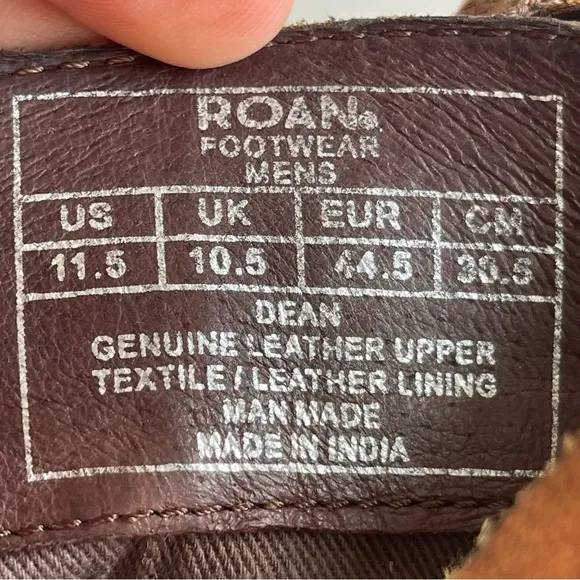 ROAN®
FOOTWEAR
MENS
US UK EUR CM
11.5 10.5 44.5 30.5
DEAN
GENUINE LEATHER UPPER
TEXTILE/LEATHER LINING
MAN MADE
MADE IN INDIA